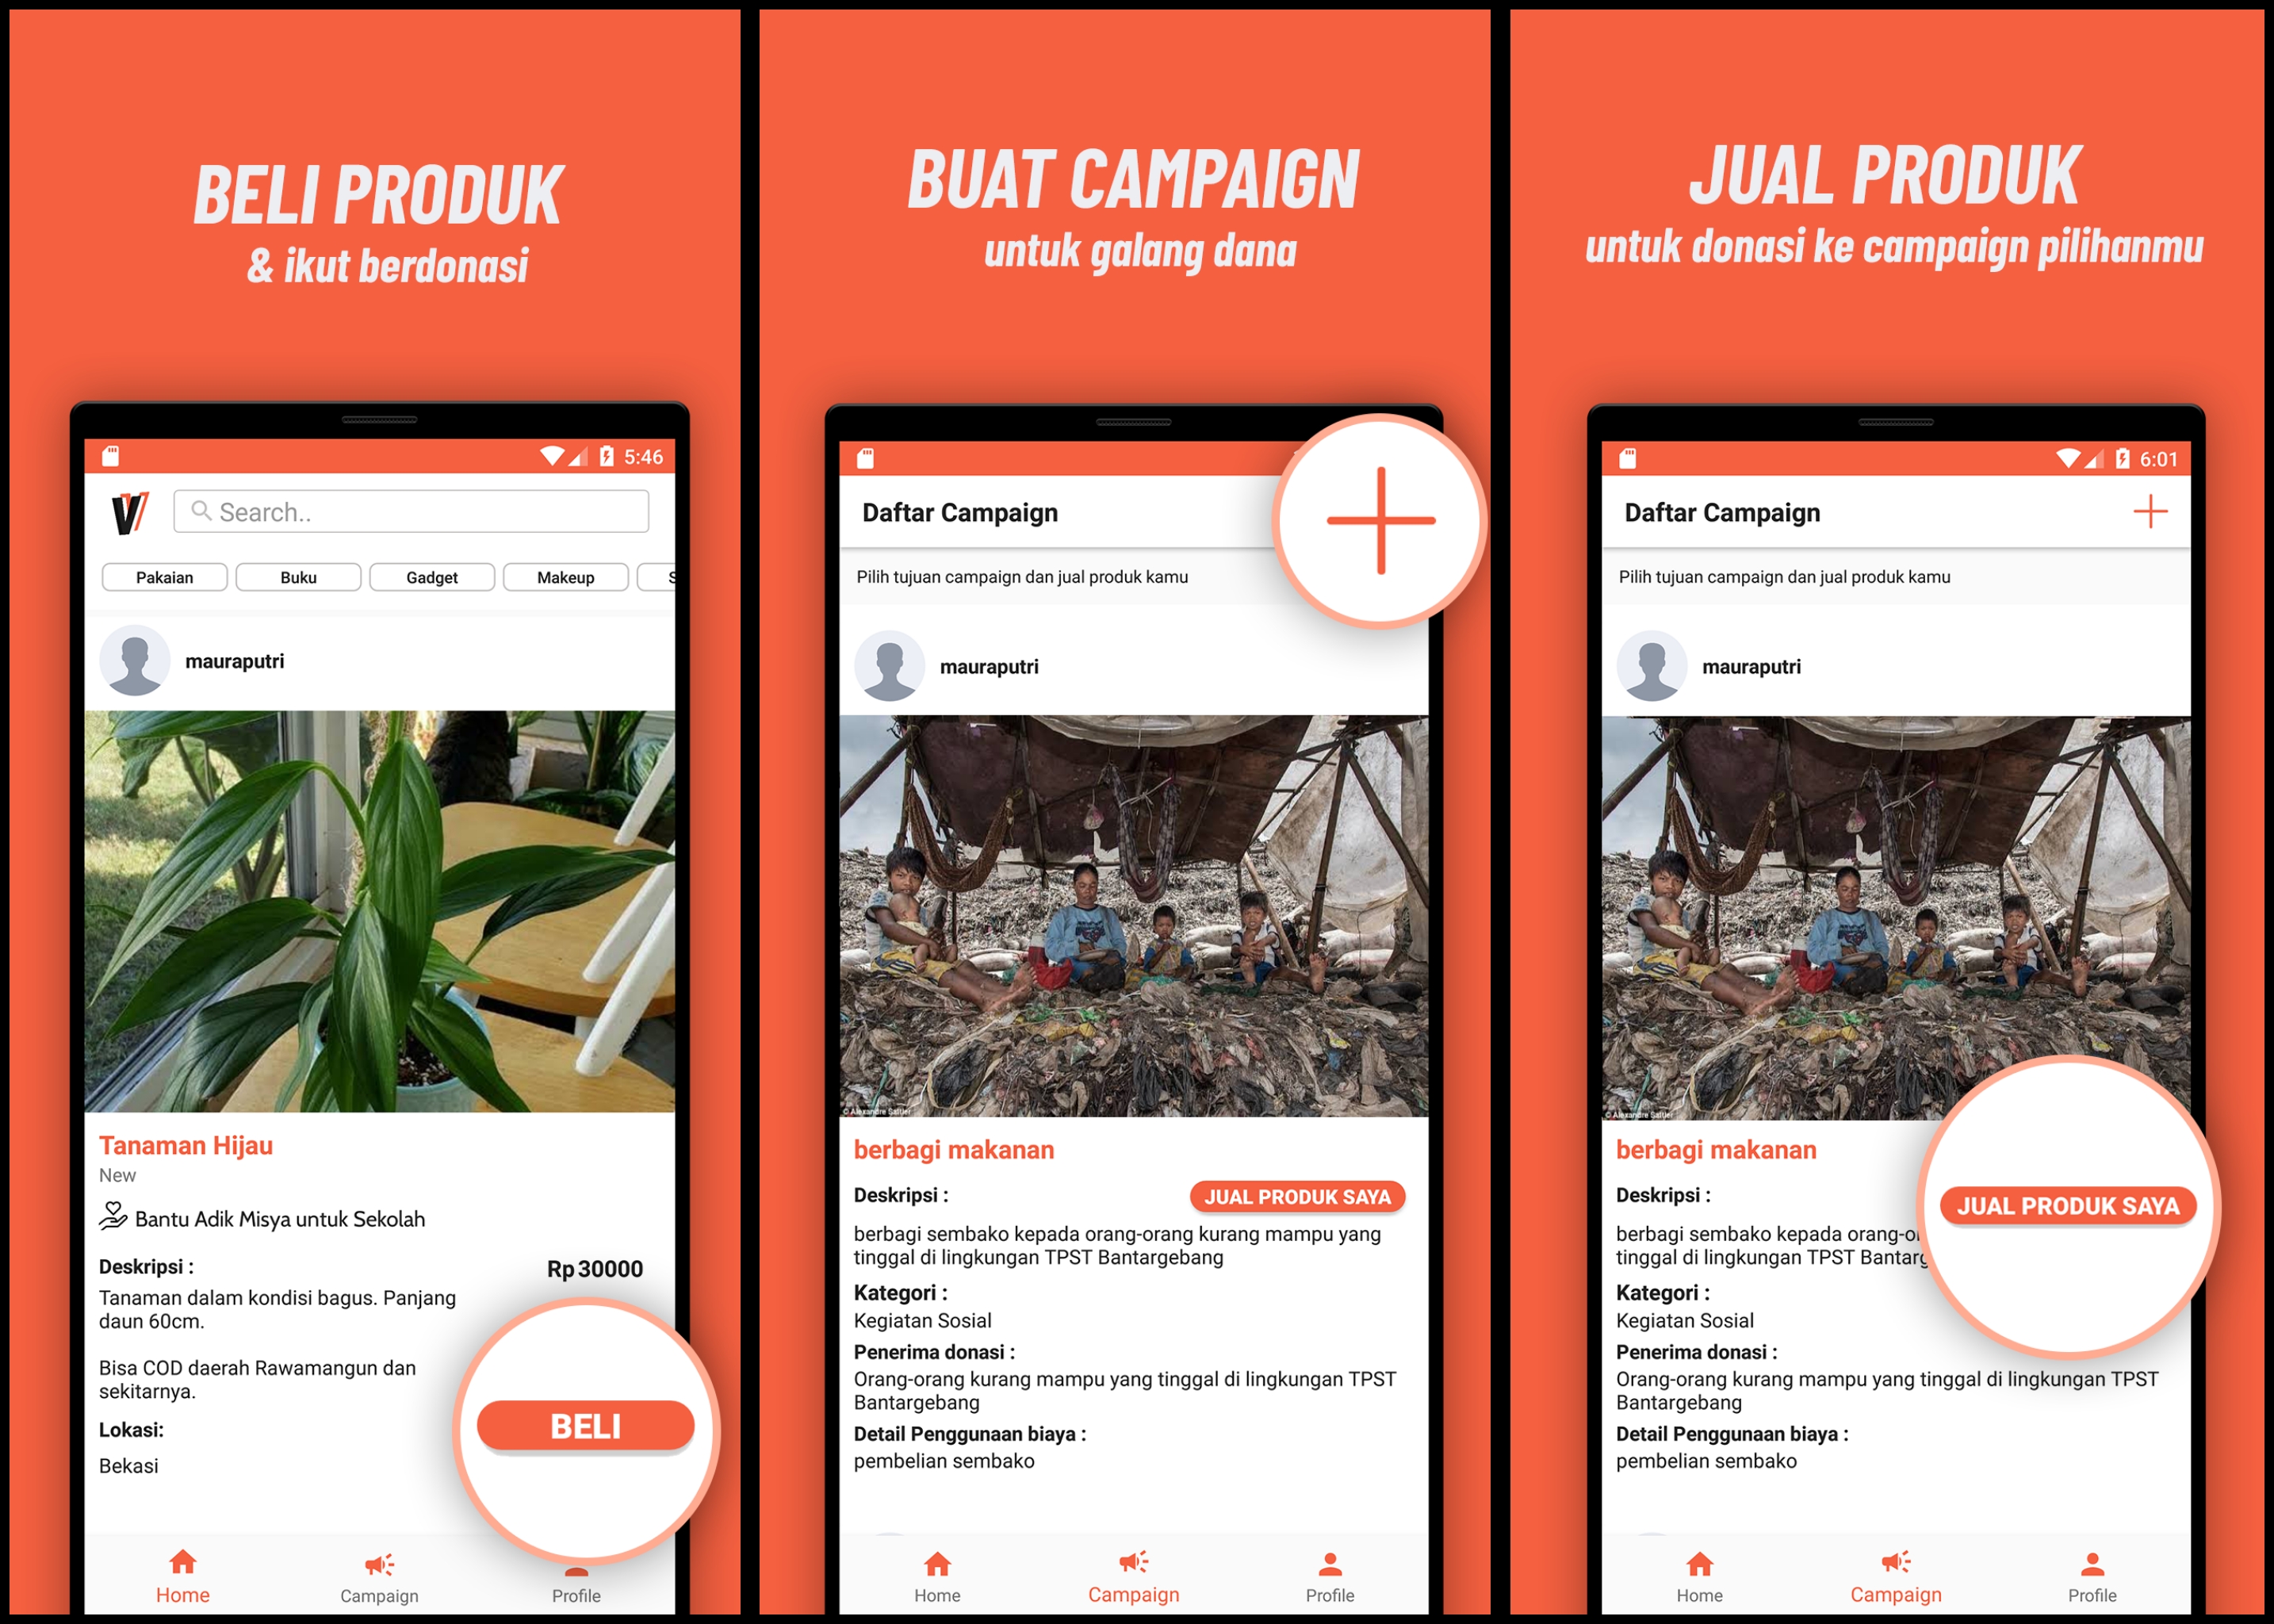 BELI PRODUK
& ikut berdonasi
5:46
Search..
Pakaian
Buku
Gadget
Makeup
S
mauraputri
Tanaman Hijau
New
Bantu Adik Misya untuk Sekolah
Deskripsi :
Rp 30000
Tanaman dalam kondisi bagus. Panjang
daun 60cm.
Bisa COD daerah Rawamangun dan
sekitarnya.
Lokasi:
Bekasi
BELI
Home
Campaign
Profile
BUAT CAMPAIGN
untuk galang dana
Daftar Campaign
Pilih tujuan campaign dan jual produk kamu
mauraputri
berbagi makanan
Deskripsi :
JUAL PRODUK SAYA
berbagi sembako kepada orang-orang kurang mampu yang
tinggal di lingkungan TPST Bantargebang
Kategori :
Kegiatan Sosial
Penerima donasi :
Orang-orang kurang mampu yang tinggal di lingkungan TPST
Bantargebang
Detail Penggunaan biaya :
pembelian sembako
Home
Campaign
Profile
JUAL PRODUK
untuk donasi ke campaign pilihanmu
6:01
Daftar Campaign
Pilih tujuan campaign dan jual produk kamu
mauraputri
berbagi makanan
Deskripsi :
JUAL PRODUK SAYA
berbagi sembako kepada orang-o
tinggal di lingkungan TPST Bantarg
Kategori :
Kegiatan Sosial
Penerima donasi :
Orang-orang kurang mampu yang tinggal di lingkungan TPST
Bantargebang
Detail Penggunaan biaya :
pembelian sembako
Home
Campaign
Profile